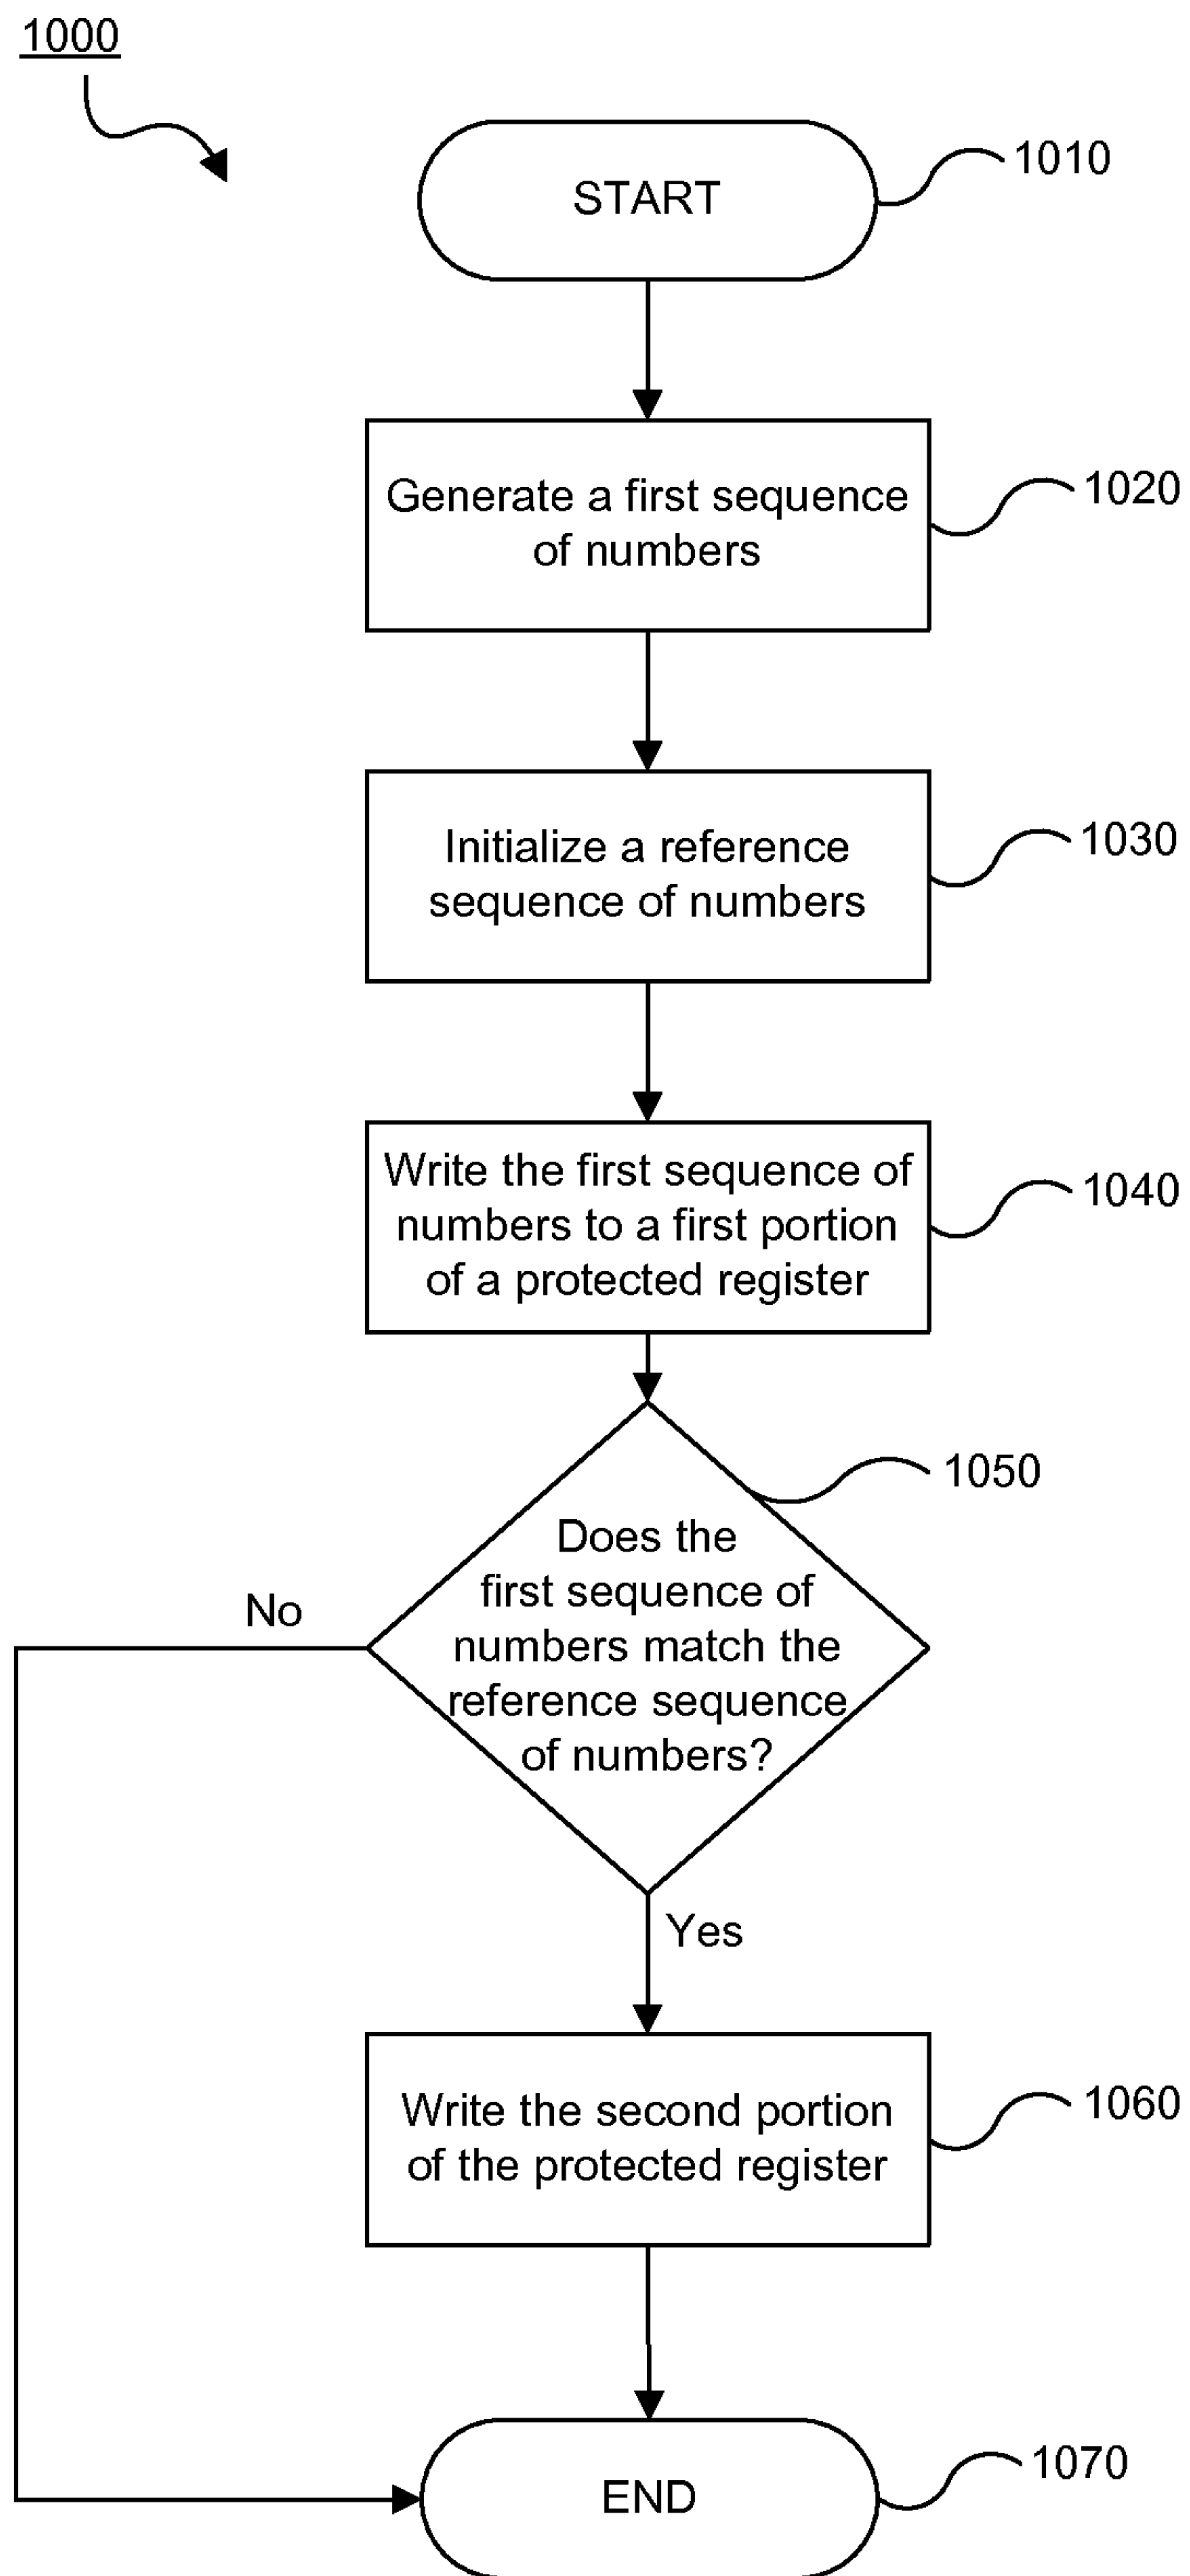 1000
START
1010
Generate a first sequence
of numbers
1020
Initialize a reference
sequence of numbers
1030
Write the first sequence of
numbers to a first portion
of a protected register
1040
Does the
first sequence of
numbers match the
reference sequence
of numbers?
1050
No
Yes
Write the second portion
of the protected register
1060
END
1070